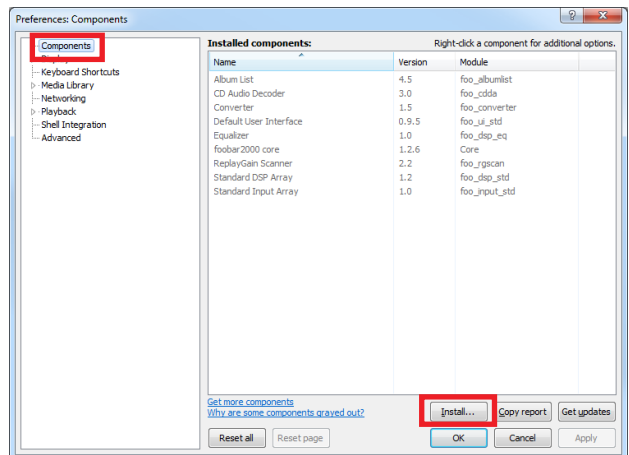 Preferences: Components
Components
Keyboard Shortcuts
Media Library
Networking
Playback
Shell Integration
Advanced
Installed components: Right-click a component for additional options.
Name Version Module
Album List 4.5 foo_albumlist
CD Audio Decoder 3.0 foo_cdda
Converter 1.5 foo_converter
Default User Interface 0.9.5 foo_ui_std
Equalizer 1.0 foo_dsp_eq
foobar2000 core 1.2.6 Core
ReplayGain Scanner 2.2 foo_rgscan
Standard DSP Array 1.2 foo_dsp_std
Standard Input Array 1.0 foo_input_std
Get more components
Why are some components grayed out?
Install... Copy report Get updates
Reset all Reset page OK Cancel Apply